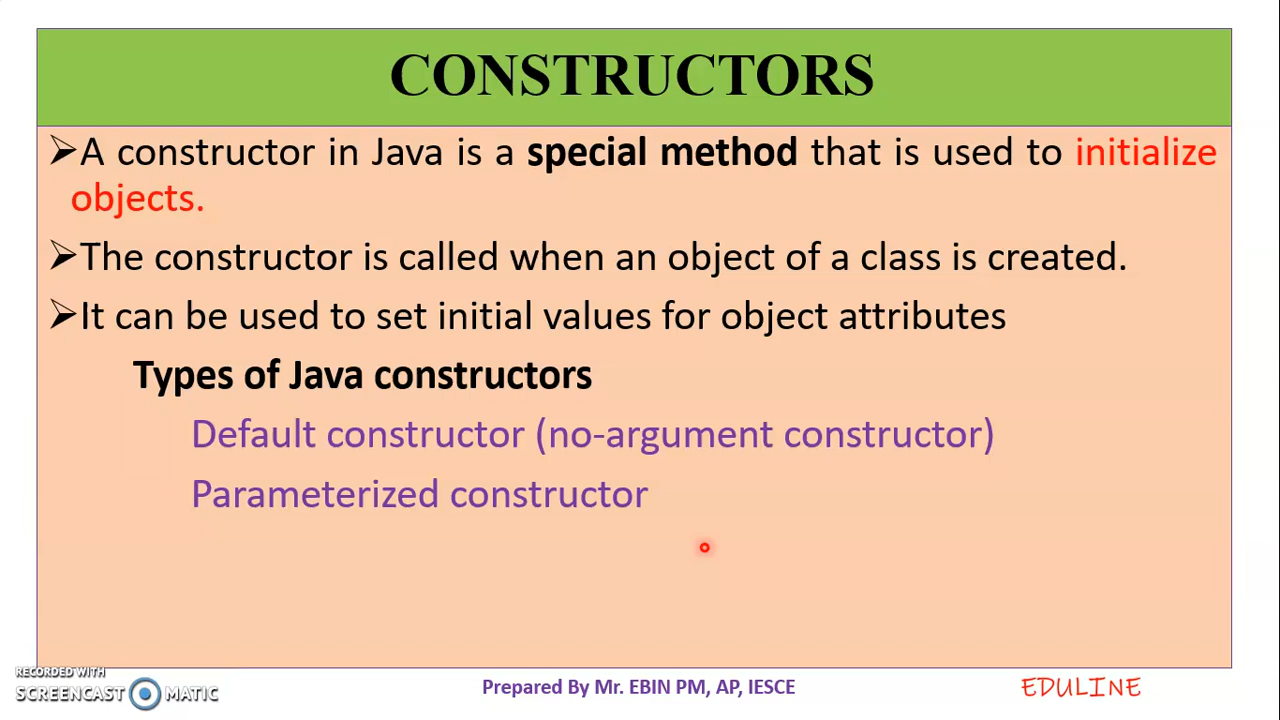 CONSTRUCTORS
➢A constructor in Java is a special method that is used to initialize
objects.
➢The constructor is called when an object of a class is created.
➢It can be used to set initial values for object attributes
Types of Java constructors
Default constructor (no-argument constructor)
Parameterized constructor
RECORDED WITH
SCREENCAST MATIC
Prepared By Mr. EBIN PM, AP, IESCE
EDULINE